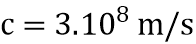 c = 3.10⁸ m/s